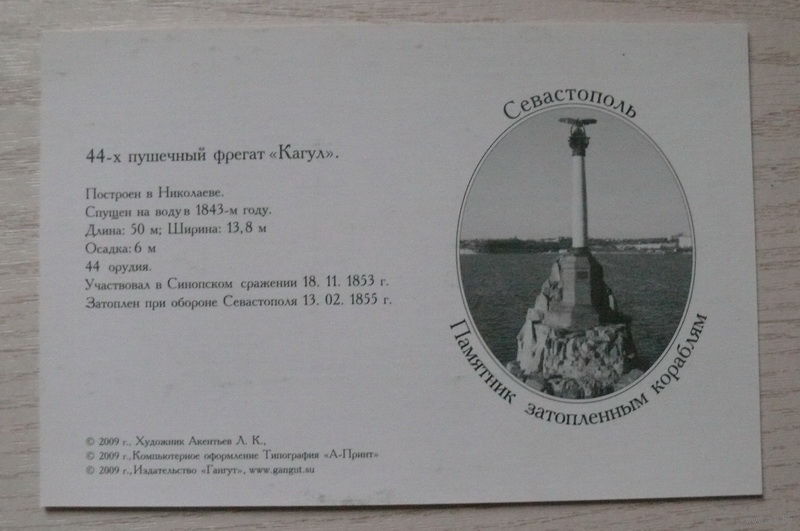 44-х пушечный фрегат «Кагул».
Построен в Николаеве.
Спущен на воду в 1843-м году.
Длина: 50 м; Ширина: 13,8 м
Осадка: 6 м
44 орудия.
Участвовал в Синопском сражении 18. 11. 1853 г.
Затоплен при обороне Севастополя 13. 02. 1855 г.
Севастополь
Памятник затопленным кораблям
© 2009 г., Художник Акентьев Л. К.,
© 2009 г.,Компьютерное оформление Типография «А-Принт»
© 2009 г.,Издательство «Гангут», www.gangut.su